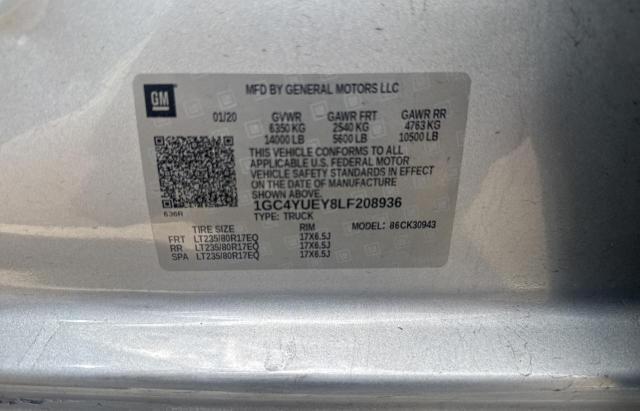 GM
MFD BY GENERAL MOTORS LLC
01/20 GVWR GAWR FRT GAWR RR
6350 KG 2540 KG 4763 KG
14000 LB 5600 LB 10500 LB
THIS VEHICLE CONFORMS TO ALL
APPLICABLE U.S. FEDERAL MOTOR
VEHICLE SAFETY STANDARDS IN EFFECT
ON THE DATE OF MANUFACTURE
SHOWN ABOVE.
1GC4YUEY8LF208936
636R
TYPE: TRUCK MODEL: 86CK30943
TIRE SIZE RIM
FRT LT235/80R17EQ 17X6.5J
RR LT235/80R17EQ 17X6.5J
SPA LT235/80R17EQ 17X6.5J